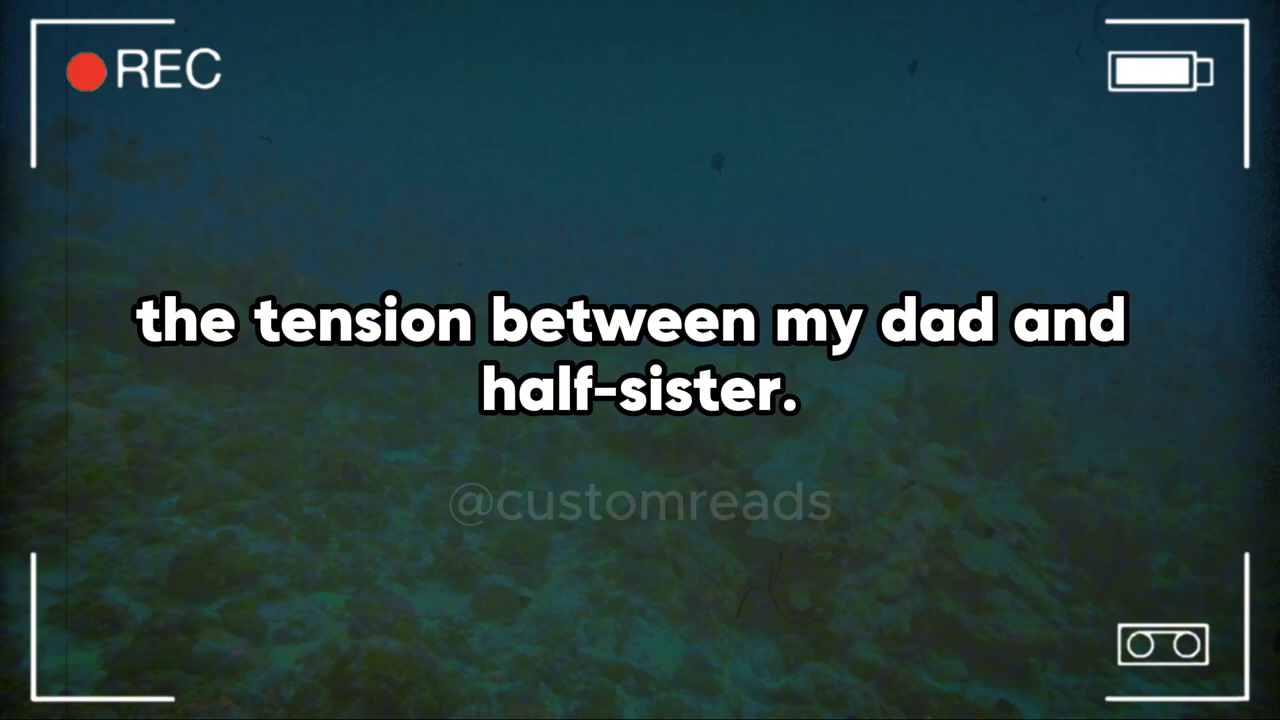 REC
the tension between my dad and
half-sister.
@customreads